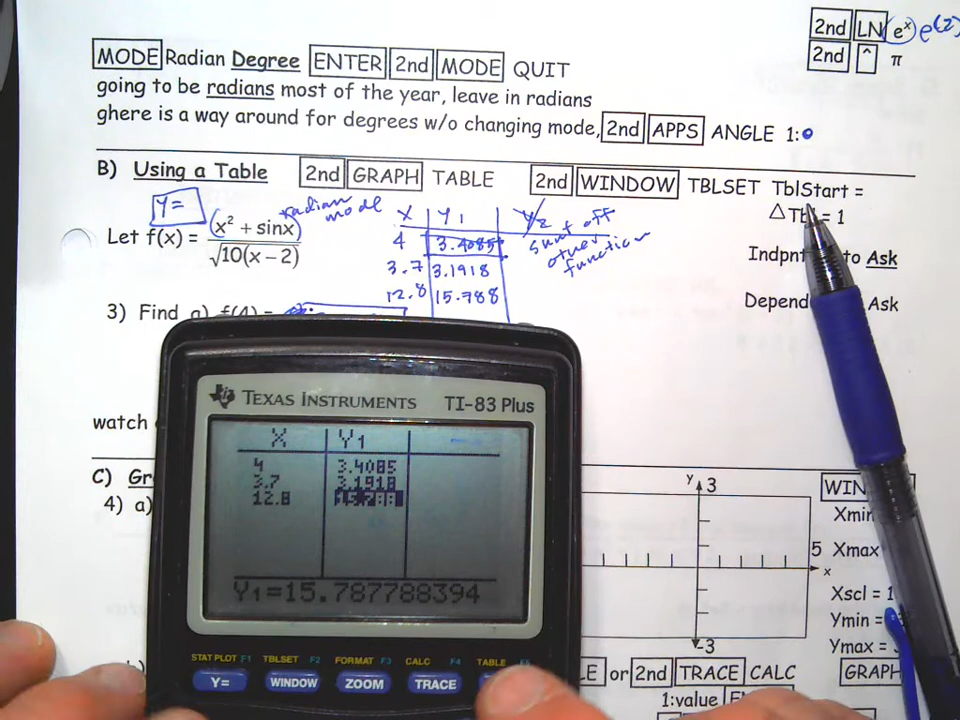 2nd LN e^x e^(2)
2nd ^ π
MODE Radian Degree ENTER 2nd MODE QUIT
going to be radians most of the year, leave in radians
ghere is a way around for degrees w/o changing mode, 2nd APPS ANGLE 1:°
B) Using a Table 2nd GRAPH TABLE 2nd WINDOW TBLSET TblStart =
Y= radian mode X Y1 Y2 = 1
Let f(x) = (x² + sinx) / √10(x – 2)
4 3.4085 shut off other function
3.7 3.1918
12.8 15.788
Indpnt to Ask
3) Find a) f(4) = Depend Ask
watch
TEXAS INSTRUMENTS TI-83 Plus
X Y1
4 3.4085
3.7 3.1918
12.8 15.788
Y1=15.787788394
C) Gr
4) a)
y 3
5
x
-3
WIN
Xmin
Xmax
Xscl = 1
Ymin =
Ymax =
STAT PLOT F1 TBLSET F2 FORMAT F3 CALC F4 TABLE F5
Y= WINDOW ZOOM TRACE
LE or 2nd TRACE CALC GRAPH
1:value